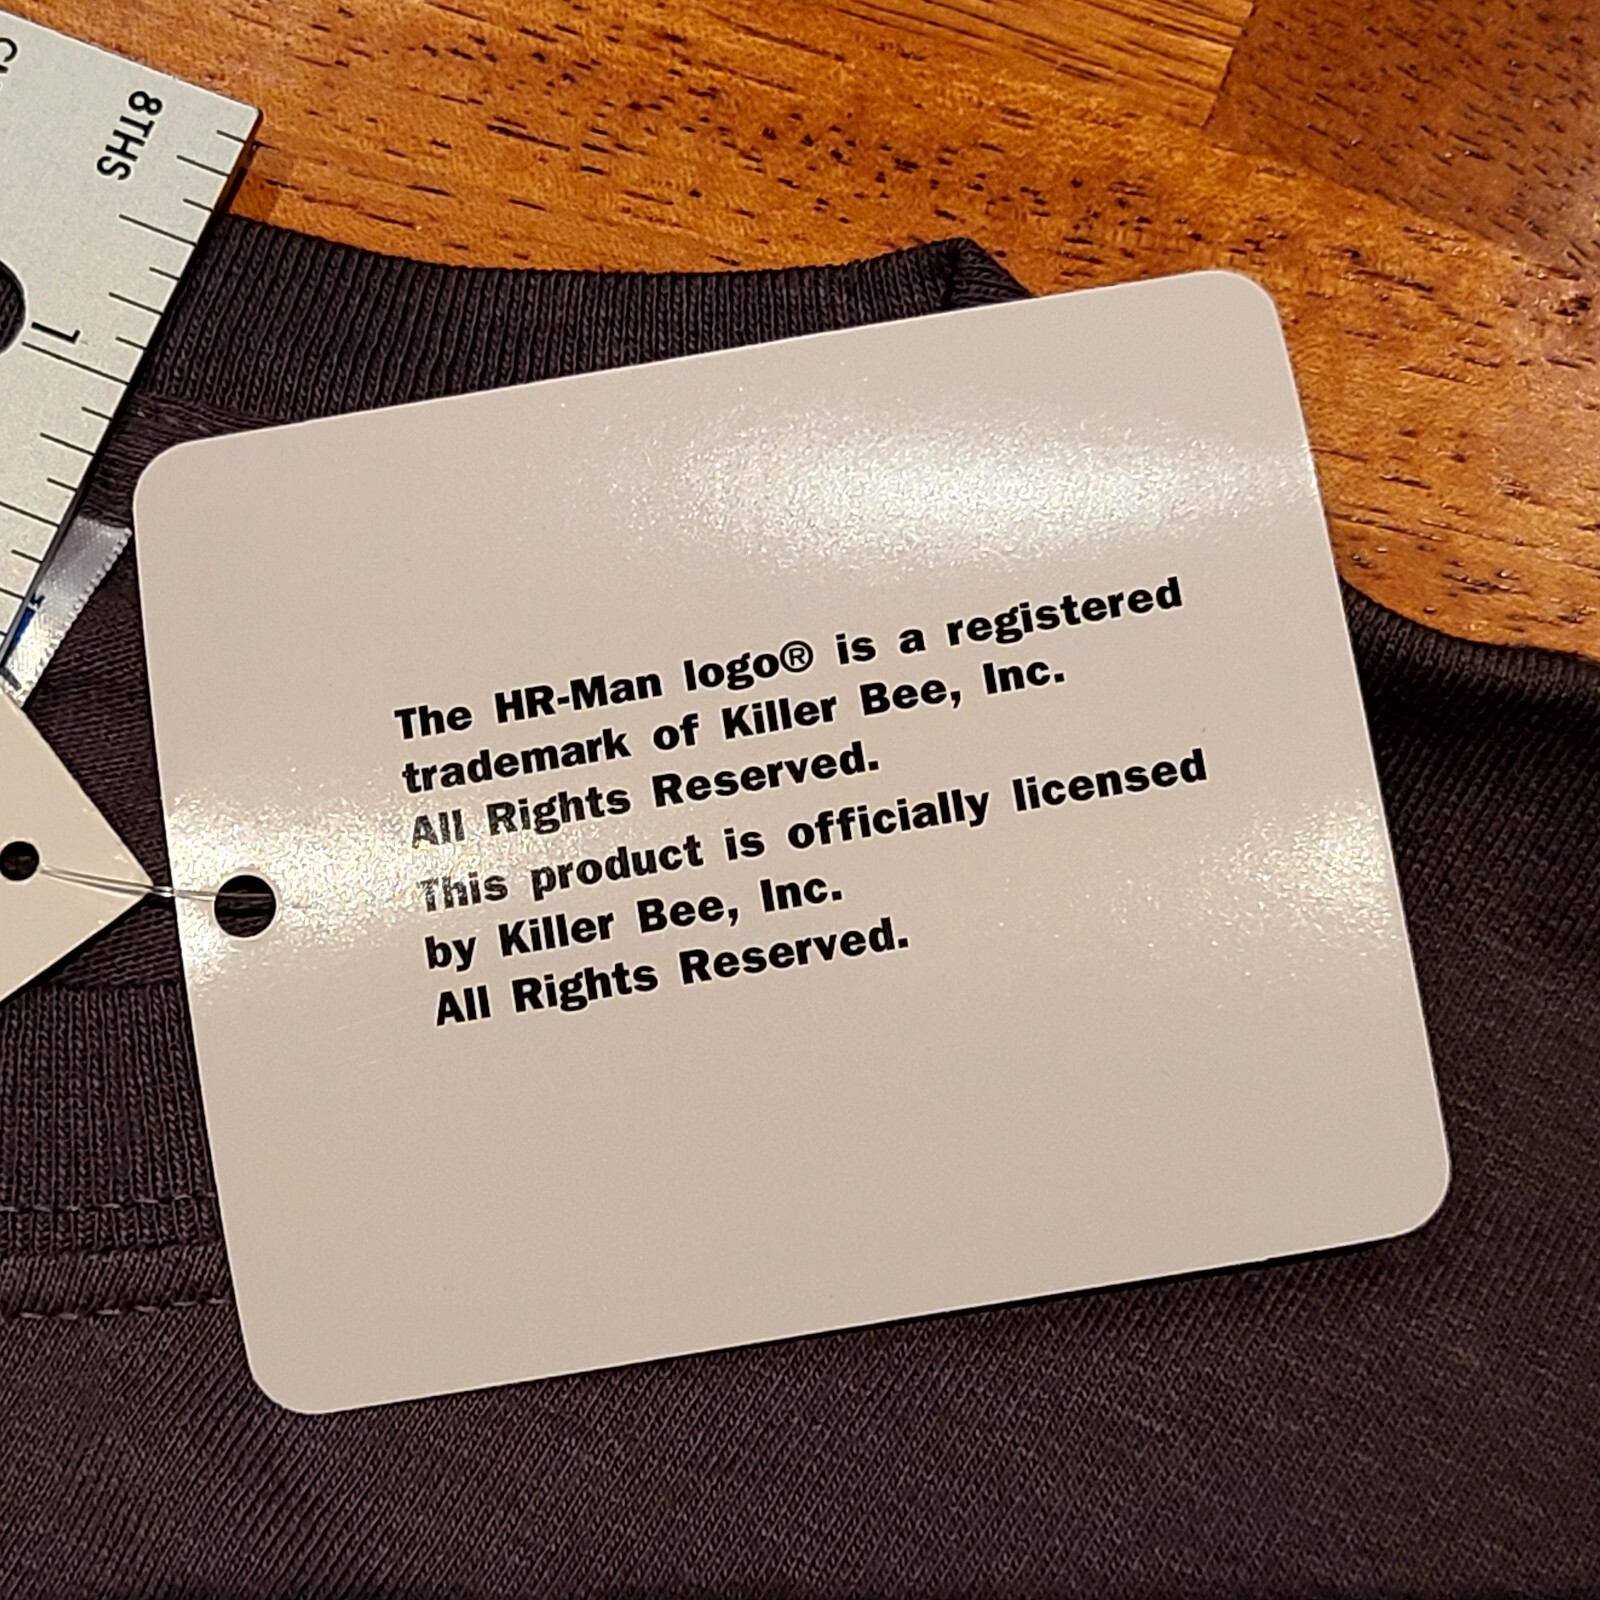 8THS
1
The HR-Man logo® is a registered
trademark of Killer Bee, Inc.
All Rights Reserved.
This product is officially licensed
by Killer Bee, Inc.
All Rights Reserved.